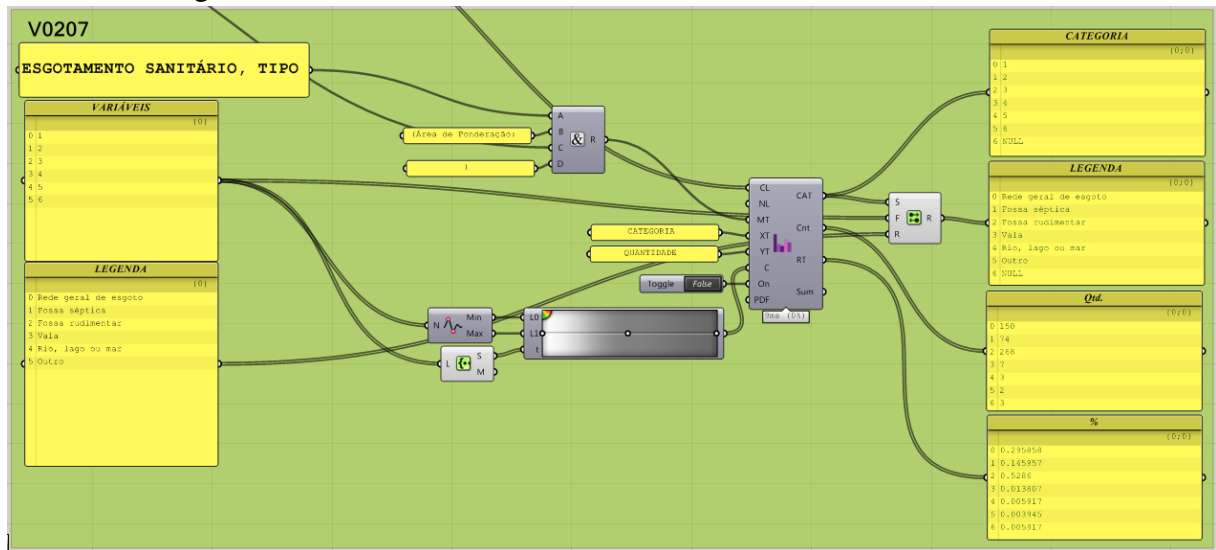 V0207
ESGOTAMENTO SANITÁRIO, TIPO
VARIÁVEIS
{0}
0 1
1 2
2 3
3 4
4 5
5 6
LEGENDA
{0}
0 Rede geral de esgoto
1 Fossa séptica
2 Fossa rudimentar
3 Vala
4 Rio, lago ou mar
5 Outro
(Área de Ponderação:
)
A
B
C
D
&
R
CATEGORIA
QUANTIDADE
Toggle False
N
Min
Max
L
S
M
L0
L1
t
CL
NL
MT
XT
YT
C
On
PDF
CAT
Cnt
RT
Sum
9ms (0%)
S
F
R
R
CATEGORIA
{0;0}
0 1
1 2
2 3
3 4
4 5
5 6
6 NULL
LEGENDA
{0;0}
0 Rede geral de esgoto
1 Fossa séptica
2 Fossa rudimentar
3 Vala
4 Rio, lago ou mar
5 Outro
6 NULL
Qtd.
{0;0}
0 150
1 74
2 268
3 7
4 3
5 2
6 3
%
{0;0}
0 0.295858
1 0.145957
2 0.5286
3 0.013807
4 0.005917
5 0.003945
6 0.005917